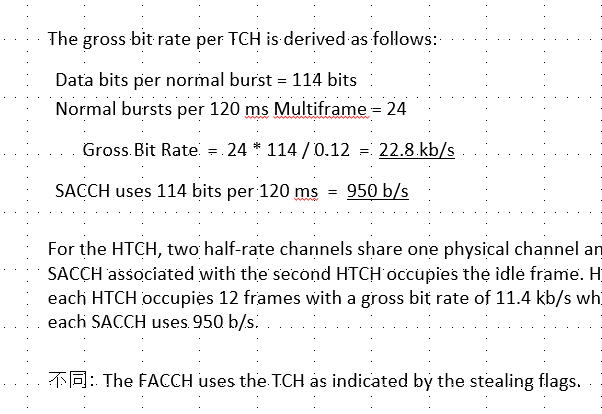 The gross bit rate per TCH is derived as follows:
Data bits per normal burst = 114 bits
Normal bursts per 120 ms Multiframe = 24
Gross Bit Rate = 24 * 114 / 0.12 = 22.8 kb/s
SACCH uses 114 bits per 120 ms = 950 b/s
For the HTCH, two half-rate channels share one physical channel an
SACCH associated with the second HTCH occupies the idle frame. H
each HTCH occupies 12 frames with a gross bit rate of 11.4 kb/s wh
each SACCH uses 950 b/s.
不同：The FACCH uses the TCH as indicated by the stealing flags.